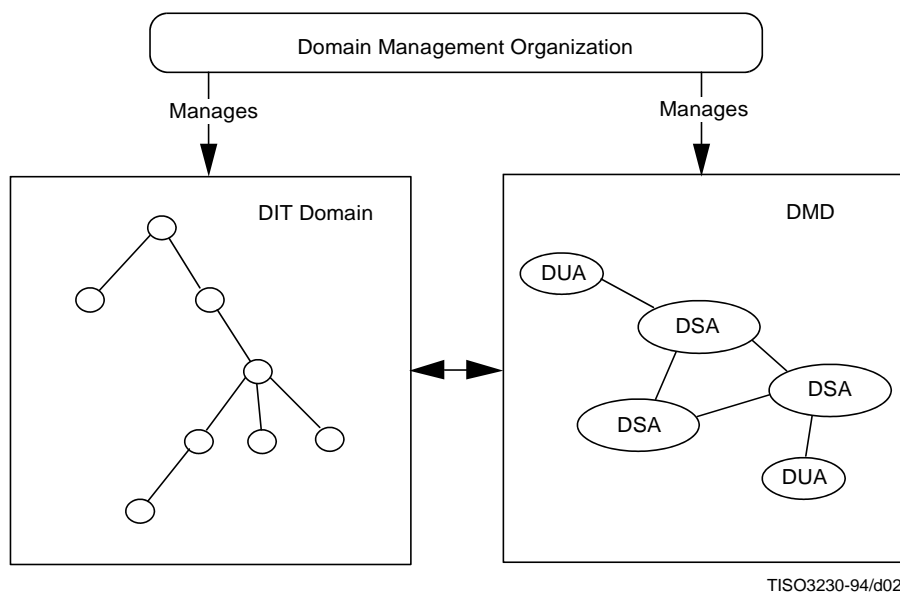 Domain Management Organization
Manages
Manages
DIT Domain
DMD
DUA
DSA
DSA
DSA
DUA
TISO3230-94/d02